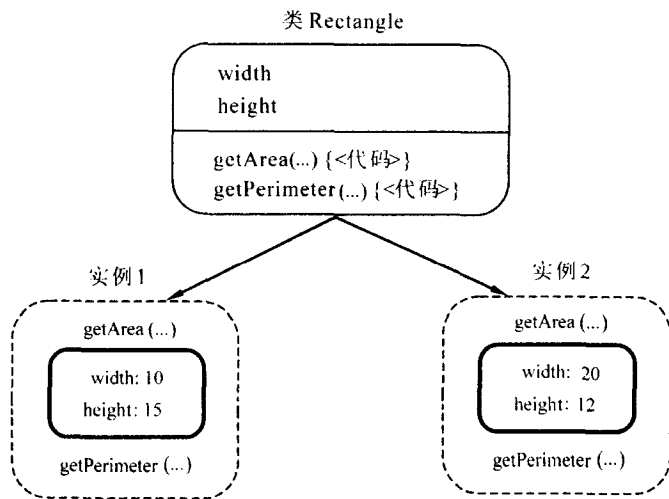 类 Rectangle
width
height
getArea(...) {<代码>}
getPerimeter(...) {<代码>}
实例1
getArea(...)
width: 10
height: 15
getPerimeter(...)
实例2
getArea(...)
width: 20
height: 12
getPerimeter(...)